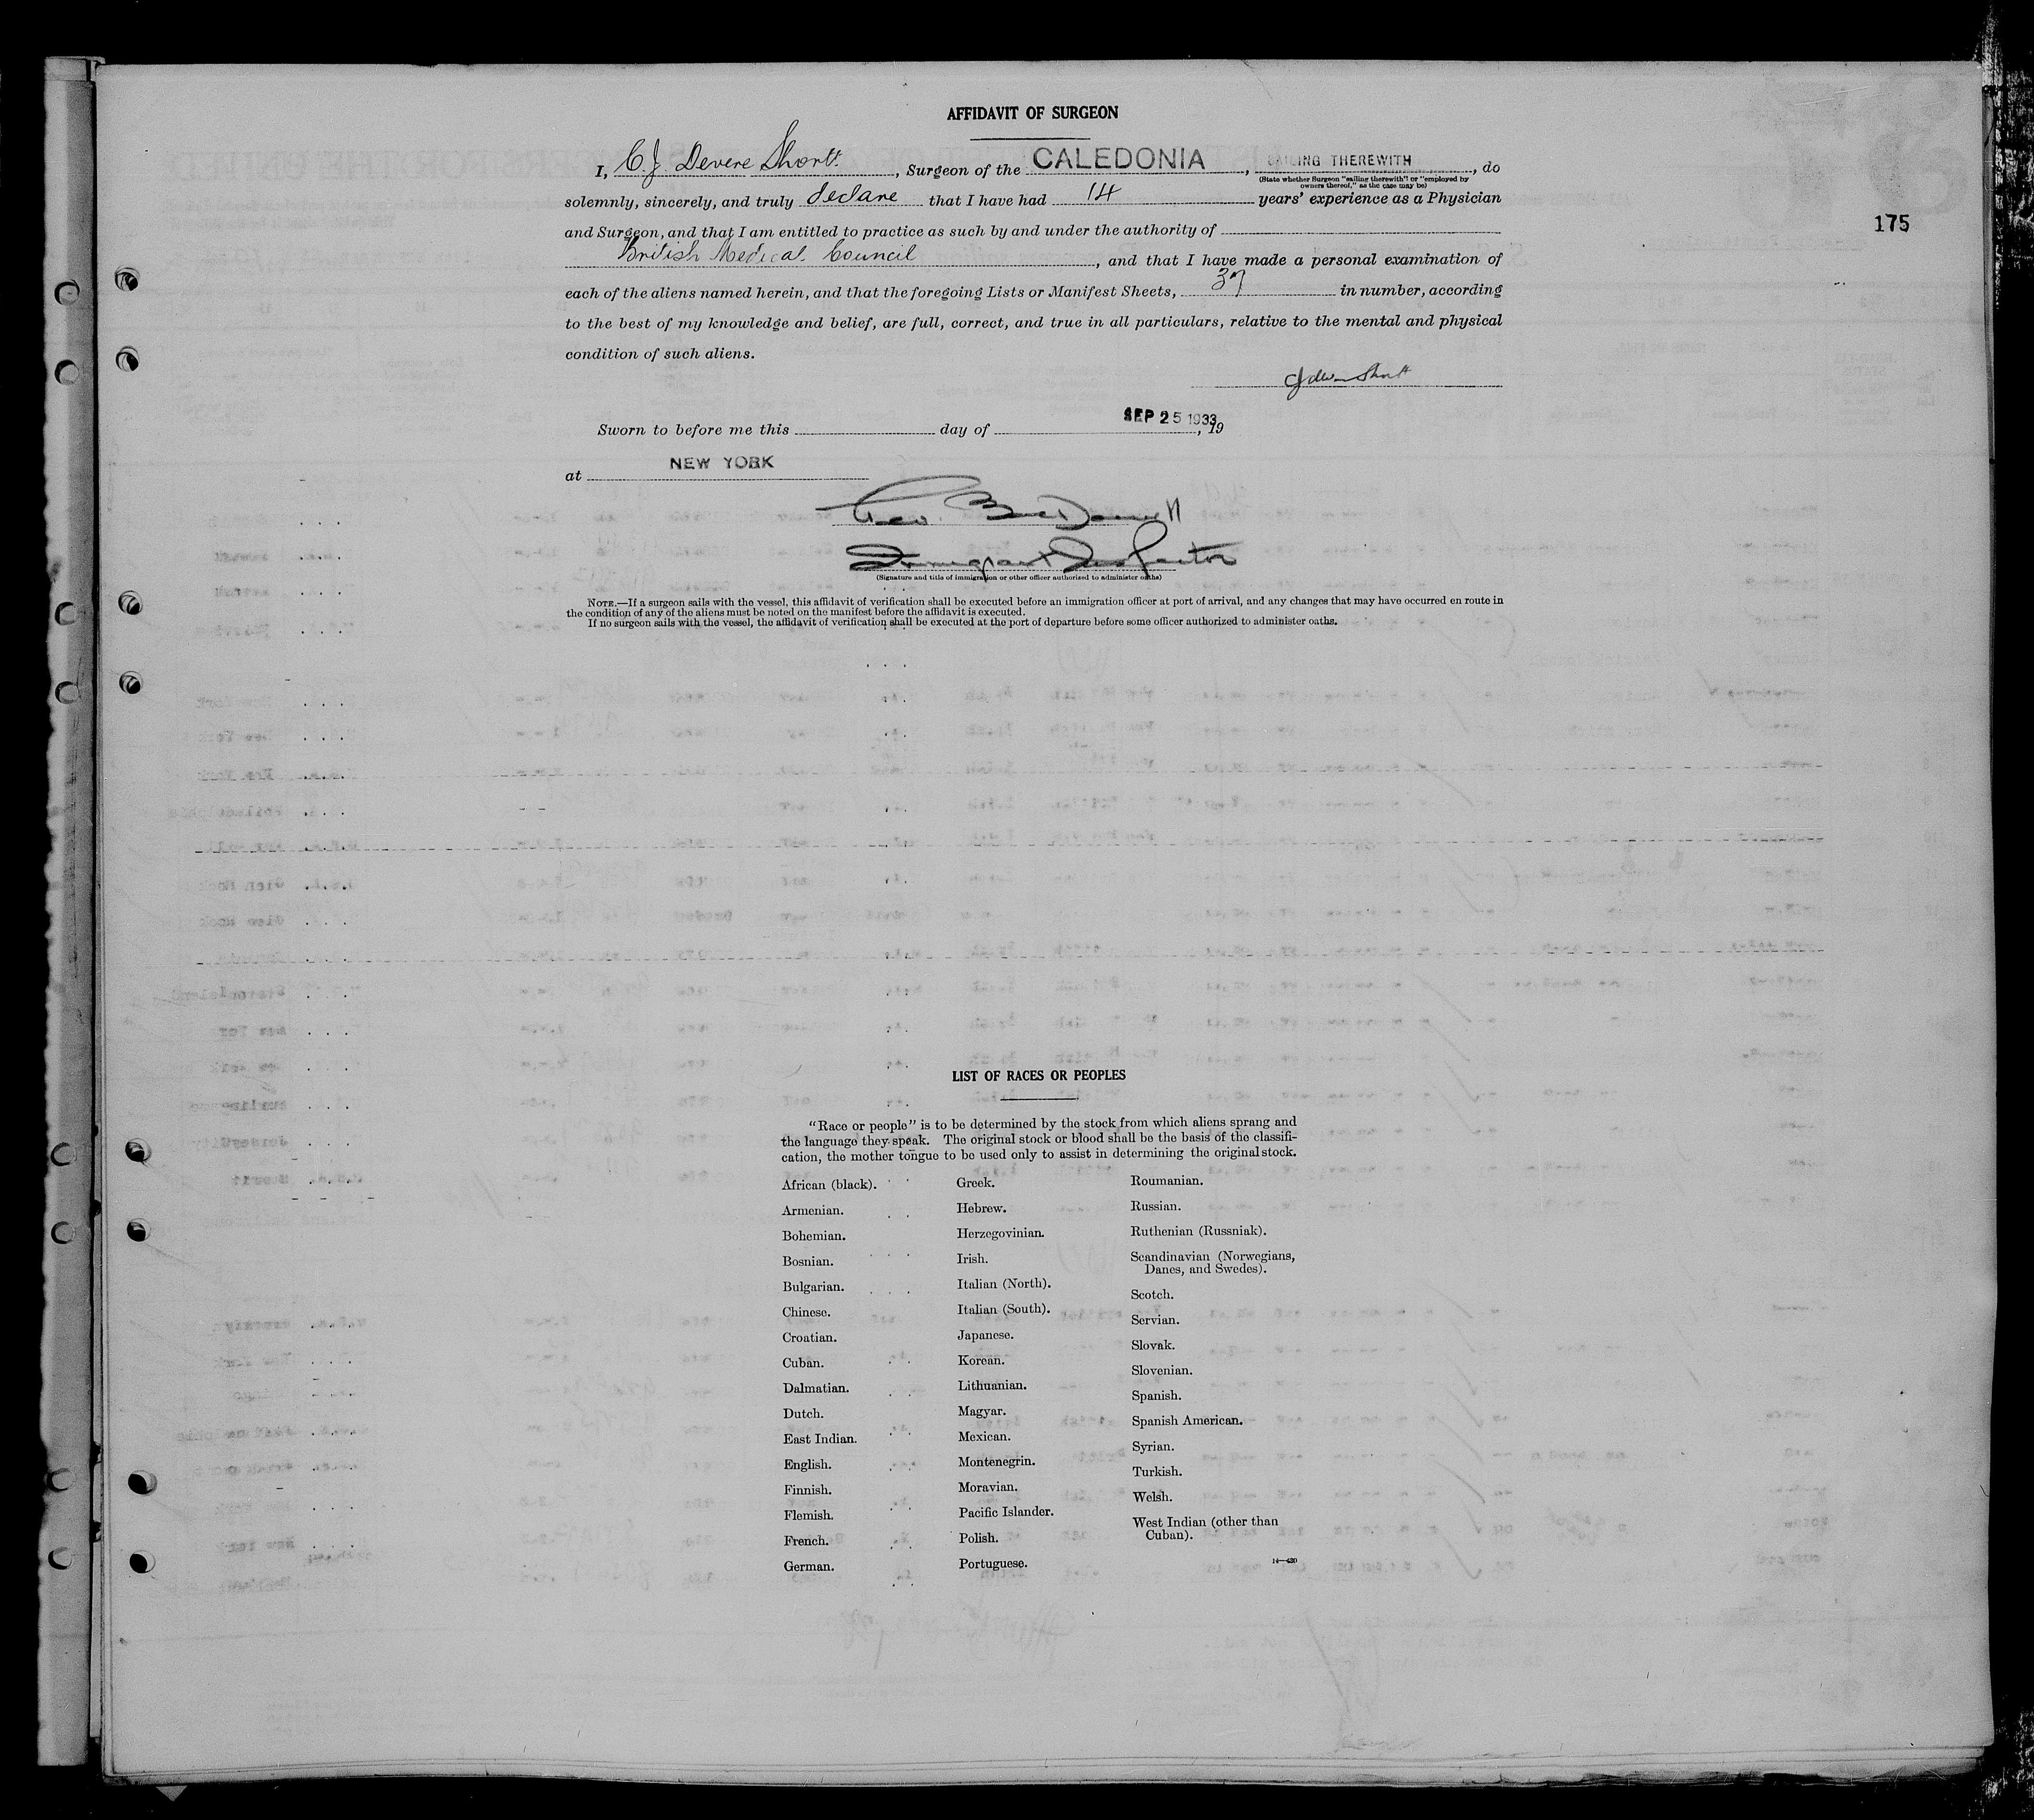 AFFIDAVIT OF SURGEON
I, C. J. Devere Shortt, Surgeon of the CALEDONIA, SAILING THEREWITH, do
(State whether Surgeon "sailing therewith" or "employed by
owners thereof," as the case may be)
solemnly, sincerely, and truly declare that I have had 14 years' experience as a Physician
175
and Surgeon, and that I am entitled to practice as such by and under the authority of
British Medical Council, and that I have made a personal examination of
each of the aliens named herein, and that the foregoing Lists or Manifest Sheets, 37 in number, according
to the best of my knowledge and belief, are full, correct, and true in all particulars, relative to the mental and physical
condition of such aliens.
Shortt
Sworn to before me this day of SEP 25 1933, 19
at NEW YORK
Geo.
Immigrant Inspector
(Signature and title of immigration or other officer authorized to administer oaths)
NOTE.—If a surgeon sails with the vessel, this affidavit of verification shall be executed before an immigration officer at port of arrival, and any changes that may have occurred en route in
the condition of any of the aliens must be noted on the manifest before the affidavit is executed.
If no surgeon sails with the vessel, the affidavit of verification shall be executed at the port of departure before some officer authorized to administer oaths.
LIST OF RACES OR PEOPLES
"Race or people" is to be determined by the stock from which aliens sprang and
the language they speak. The original stock or blood shall be the basis of the classifi-
cation, the mother tongue to be used only to assist in determining the original stock.
African (black).
Armenian.
Bohemian.
Bosnian.
Bulgarian.
Chinese.
Croatian.
Cuban.
Dalmatian.
Dutch.
East Indian.
English.
Finnish.
Flemish.
French.
German.
Greek.
Hebrew.
Herzegovinian.
Irish.
Italian (North).
Italian (South).
Japanese.
Korean.
Lithuanian.
Magyar.
Mexican.
Montenegrin.
Moravian.
Pacific Islander.
Polish.
Portuguese.
Roumanian.
Russian.
Ruthenian (Russniak).
Scandinavian (Norwegians,
Danes, and Swedes).
Scotch.
Servian.
Slovak.
Slovenian.
Spanish.
Spanish American.
Syrian.
Turkish.
Welsh.
West Indian (other than
Cuban).
14—430